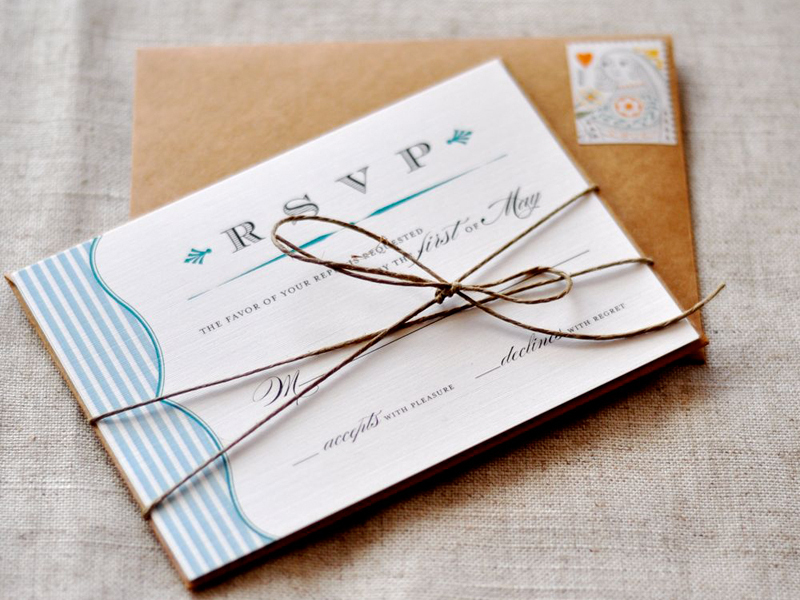 RSVP
THE FAVOR OF YOUR REPLY IS REQUESTED
BY THE first OF May
M
accepts WITH PLEASURE
declines WITH REGRET